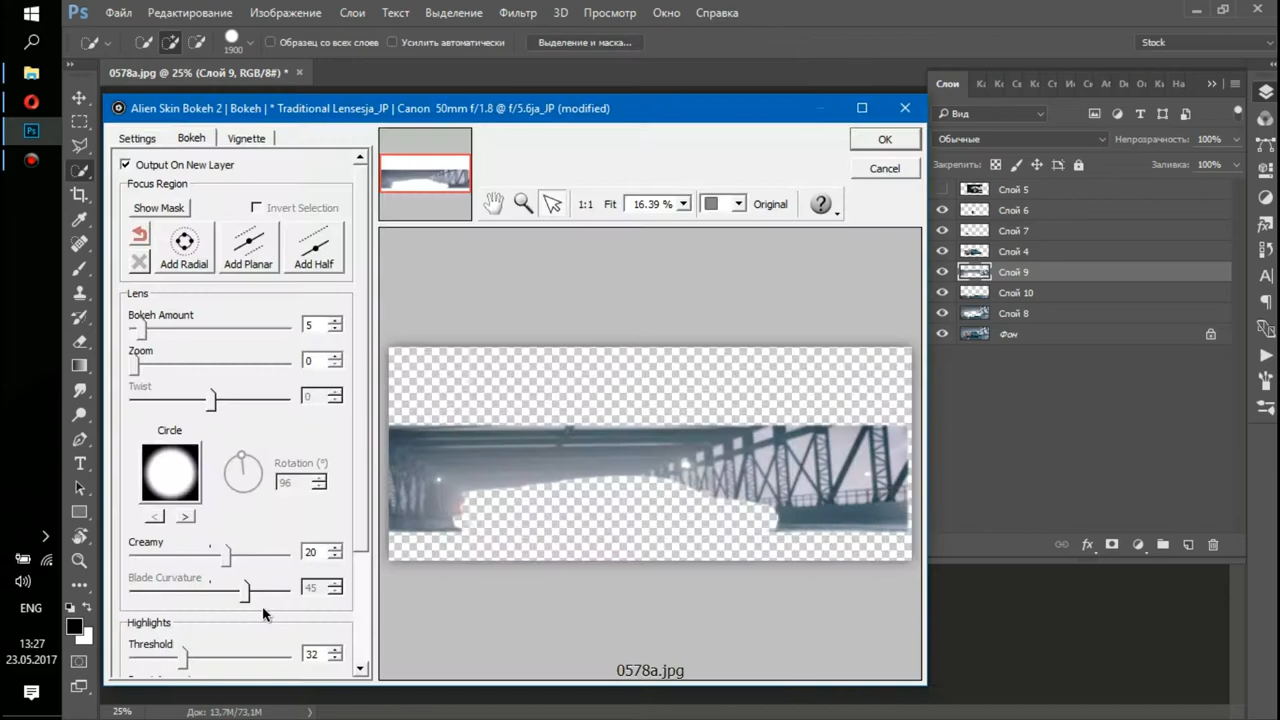 Ps Файл Редактирование Изображение Слои Текст Выделение Фильтр 3D Просмотр Окно Справка
1900 Образец со всех слоев Усилить автоматически Выделение и маска... Stock
0578a.jpg @ 25% (Слой 9, RGB/8#) * ×
Alien Skin Bokeh 2 | Bokeh | * Traditional Lensesja_JP | Canon 50mm f/1.8 @ f/5.6ja_JP (modified)
Settings Bokeh Vignette
Output On New Layer
Focus Region
Show Mask Invert Selection
Add Radial Add Planar Add Half
Lens
Bokeh Amount
5
Zoom
0
Twist
0
Circle
Rotation (°)
96
< >
Creamy
20
Blade Curvature
45
Highlights
Threshold
32
OK
Cancel
1:1 Fit 16.39 % Original ?
0578a.jpg
Слои
Вид
Обычные Непрозрачность: 100%
Закрепить: Заливка: 100%
Слой 5
Слой 6
Слой 7
Слой 4
Слой 9
Слой 10
Слой 8
Фон
fx
ENG
13:27
23.05.2017
25% Док: 13,7M/73,1M